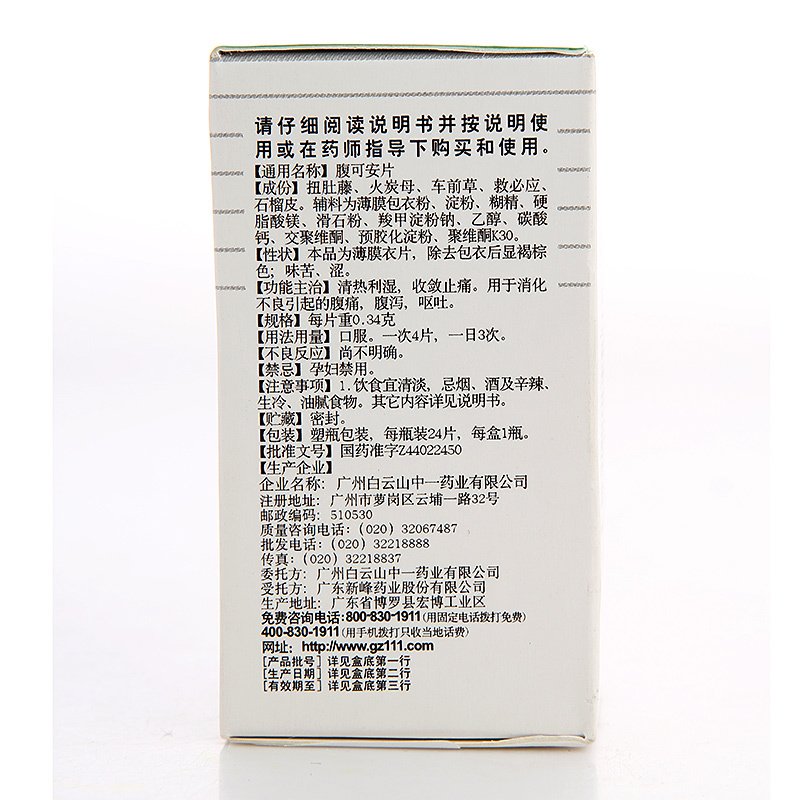 请仔细阅读说明书并按说明使
用或在药师指导下购买和使用。
【通用名称】腹可安片
【成份】扭肚藤、火炭母、车前草、救必应、
石榴皮。辅料为薄膜包衣粉、淀粉、糊精、硬
脂酸镁、滑石粉、羧甲淀粉钠、乙醇、碳酸
钙、交聚维酮、预胶化淀粉、聚维酮K30。
【性状】本品为薄膜衣片，除去包衣后显褐棕
色；味苦、涩。
【功能主治】清热利湿，收敛止痛。用于消化
不良引起的腹痛，腹泻，呕吐。
【规格】每片重0.34克
【用法用量】口服。一次4片，一日3次。
【不良反应】尚不明确。
【禁忌】孕妇禁用。
【注意事项】1.饮食宜清淡，忌烟、酒及辛辣、
生冷、油腻食物。其它内容详见说明书。
【贮藏】密封。
【包装】塑瓶包装，每瓶装24片，每盒1瓶。
【批准文号】国药准字Z44022450
【生产企业】
企业名称：广州白云山中一药业有限公司
注册地址：广州市萝岗区云埔一路32号
邮政编码：510530
质量咨询电话：(020) 32067487
批发电话：(020) 32218888
传真：(020) 32218837
委托方：广州白云山中一药业有限公司
受托方：广东新峰药业股份有限公司
生产地址：广东省博罗县宏博工业区
免费咨询电话:800-830-1911(用固定电话拨打免费)
400-830-1911(用手机拨打只收当地话费)
网址：http://www.gz111.com
[产品批号] 详见盒底第一行
[生产日期] 详见盒底第二行
[有效期至] 详见盒底第三行